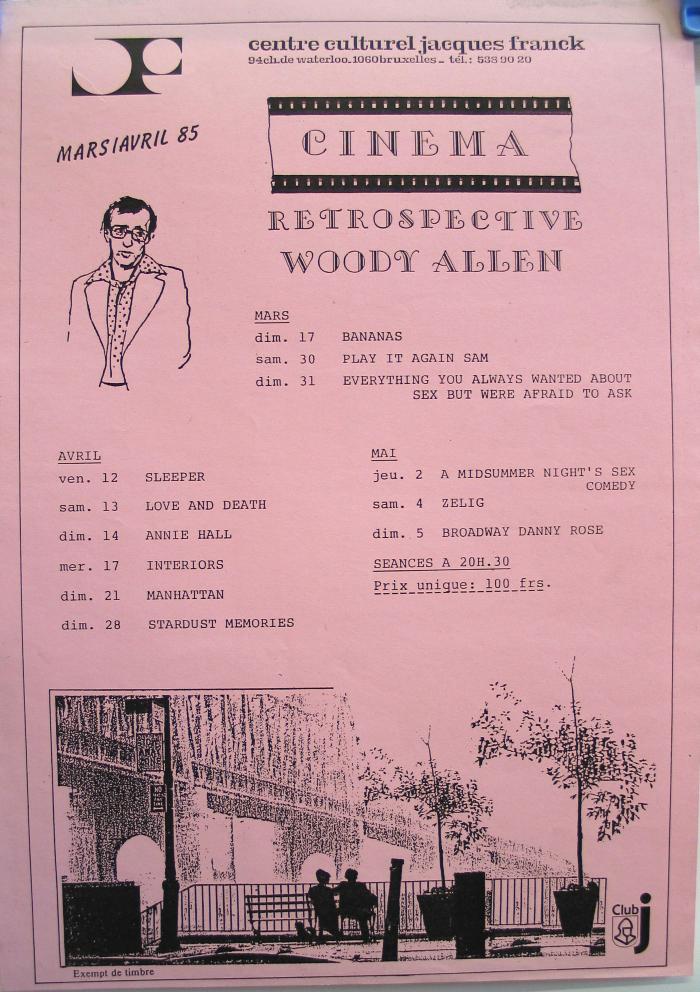 centre culturel jacques franck
94ch.de waterloo.1060bruxelles_ tél.: 538 90 20
MARS/AVRIL 85
CINEMA
RETROSPECTIVE
WOODY ALLEN
MARS
dim. 17 BANANAS
sam. 30 PLAY IT AGAIN SAM
dim. 31 EVERYTHING YOU ALWAYS WANTED ABOUT
SEX BUT WERE AFRAID TO ASK
AVRIL
ven. 12 SLEEPER
sam. 13 LOVE AND DEATH
dim. 14 ANNIE HALL
mer. 17 INTERIORS
dim. 21 MANHATTAN
dim. 28 STARDUST MEMORIES
MAI
jeu. 2 A MIDSUMMER NIGHT'S SEX
COMEDY
sam. 4 ZELIG
dim. 5 BROADWAY DANNY ROSE
SEANCES A 20H.30
Prix unique: 100 frs.
Club j
Exempt de timbre